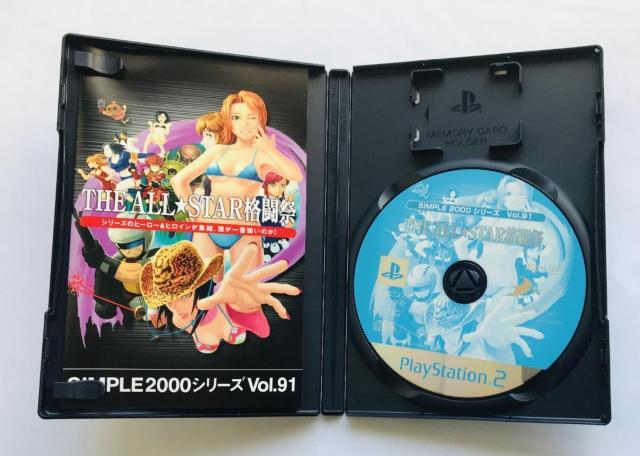 THE ALL★STAR格闘祭
シリーズのヒーロー&ヒロインが集結、誰が一番強いのか!
SIMPLE2000シリーズ Vol.91
MEMORY CARD
HOLDER
SIMPLE 2000 シリーズ Vol.91
THE ALL★STAR格闘祭
PlayStation 2